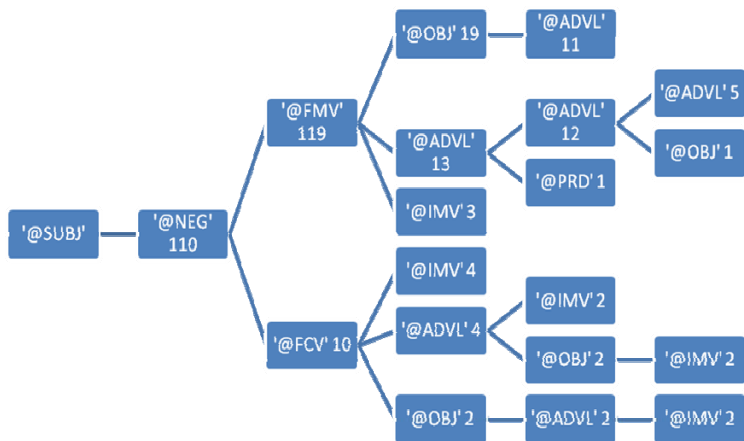 '@OBJ' 19
'@ADVL'
11
'@FMV'
119
'@ADVL'
13
'@ADVL'
12
'@ADVL' 5
'@OBJ' 1
'@PRD' 1
'@IMV' 3
'@SUBJ'
'@NEG'
110
'@IMV' 4
'@FCV' 10
'@ADVL' 4
'@IMV' 2
'@OBJ' 2
'@IMV' 2
'@OBJ' 2
'@ADVL' 2
'@IMV' 2